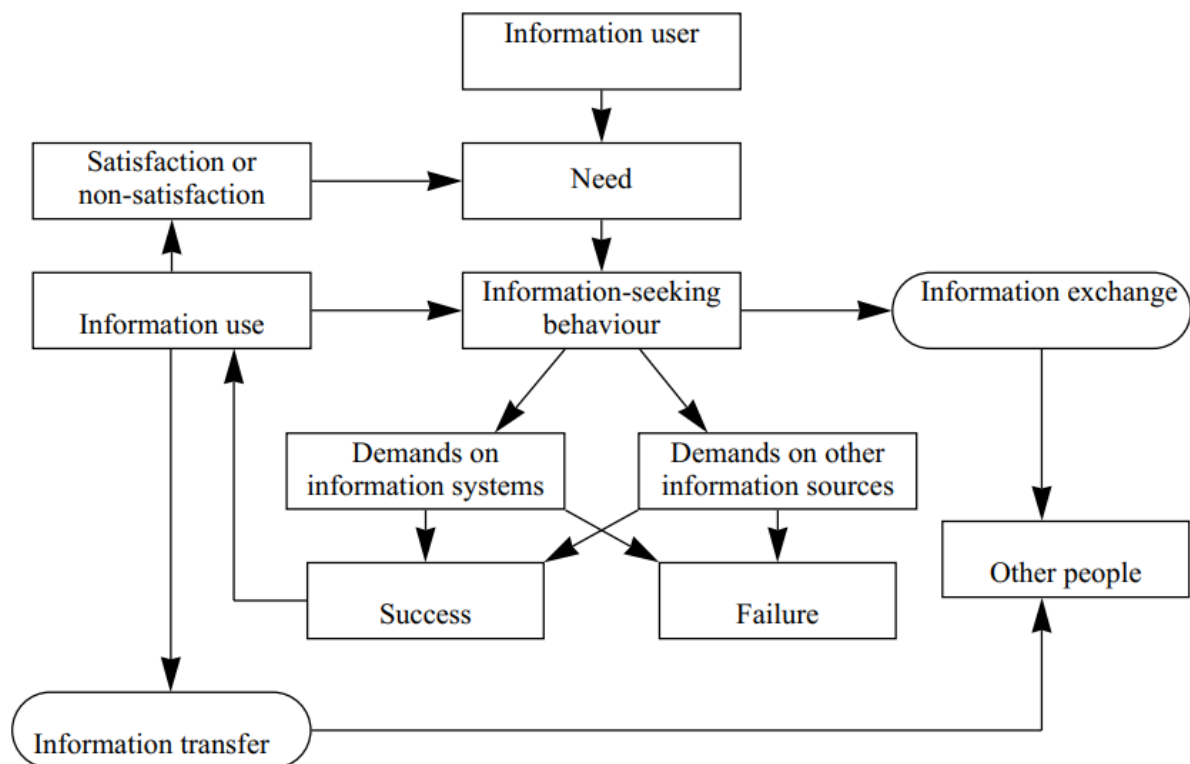 Information user
Satisfaction or
non-satisfaction
Need
Information use
Information-seeking
behaviour
Information exchange
Demands on
information systems
Demands on other
information sources
Success
Failure
Other people
Information transfer